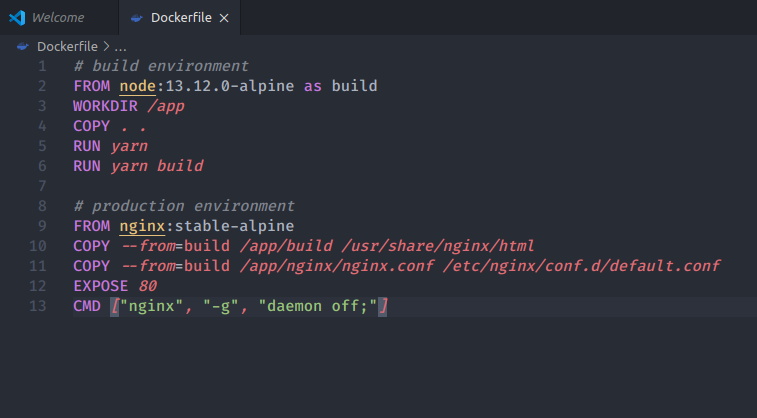 Welcome
Dockerfile ×
Dockerfile > ...
1 # build environment
2 FROM node:13.12.0-alpine as build
3 WORKDIR /app
4 COPY . .
5 RUN yarn
6 RUN yarn build
7
8 # production environment
9 FROM nginx:stable-alpine
10 COPY --from=build /app/build /usr/share/nginx/html
11 COPY --from=build /app/nginx/nginx.conf /etc/nginx/conf.d/default.conf
12 EXPOSE 80
13 CMD ["nginx", "-g", "daemon off;"]